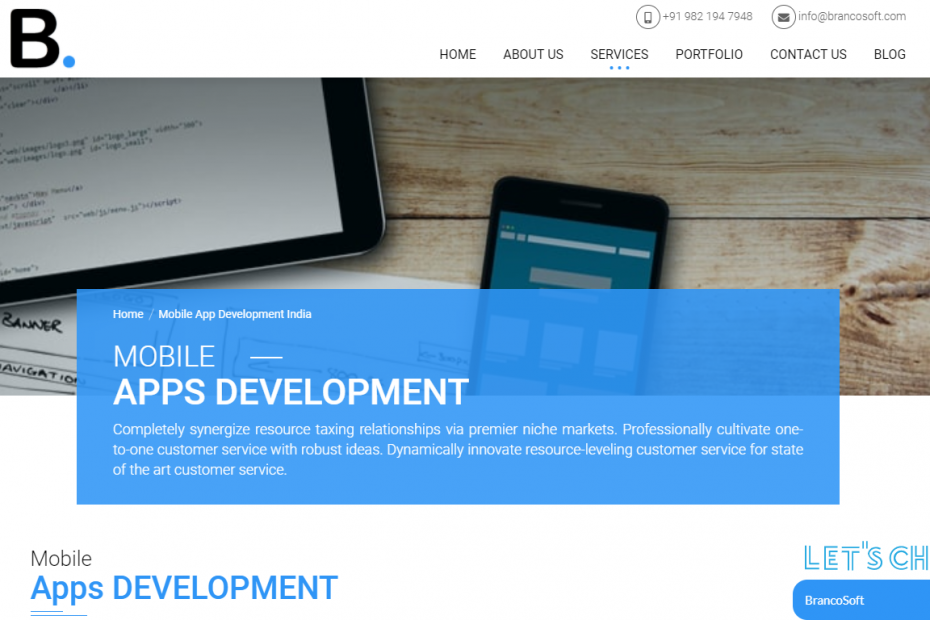 B.
+91 982 194 7948 info@brancosoft.com
HOME ABOUT US SERVICES PORTFOLIO CONTACT US BLOG
BANNER
AVIGATION
Home / Mobile App Development India
MOBILE
APPS DEVELOPMENT
Completely synergize resource taxing relationships via premier niche markets. Professionally cultivate one-
to-one customer service with robust ideas. Dynamically innovate resource-leveling customer service for state
of the art customer service.
Mobile
Apps DEVELOPMENT
LET'S CH
BrancoSoft